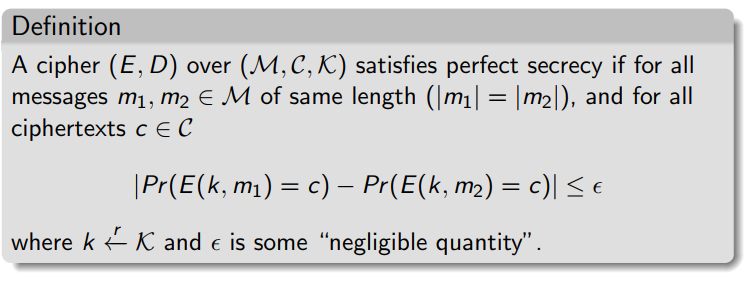 Definition
A cipher (E, D) over (ℳ, 𝒞, 𝒦) satisfies perfect secrecy if for all
messages m₁, m₂ ∈ ℳ of same length (|m₁| = |m₂|), and for all
ciphertexts c ∈ 𝒞
|Pr(E(k, m₁) = c) − Pr(E(k, m₂) = c)| ≤ ϵ
where k ←ʳ 𝒦 and ϵ is some “negligible quantity”.